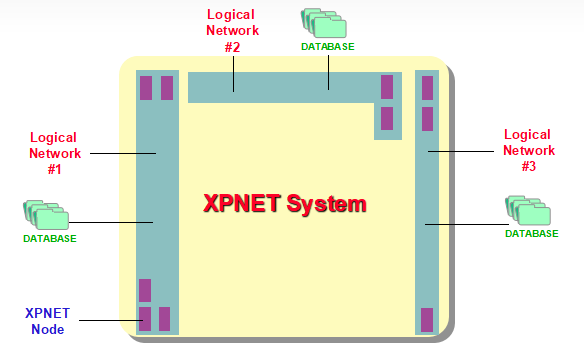 Logical
Network
#2
DATABASE
Logical
Network
#1
Logical
Network
#3
XPNET System
DATABASE
DATABASE
XPNET
Node